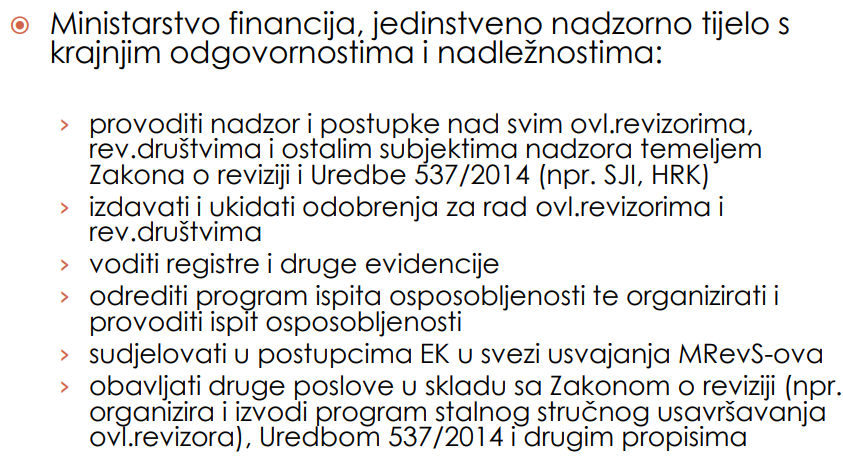 Ministarstvo financija, jedinstveno nadzorno tijelo s
krajnjim odgovornostima i nadležnostima:
provoditi nadzor i postupke nad svim ovl.revizorima,
rev.društvima i ostalim subjektima nadzora temeljem
Zakona o reviziji i Uredbe 537/2014 (npr. SJI, HRK)
izdavati i ukidati odobrenja za rad ovl.revizorima i
rev.društvima
voditi registre i druge evidencije
odrediti program ispita osposobljenosti te organizirati i
provoditi ispit osposobljenosti
sudjelovati u postupcima EK u svezi usvajanja MRevS-ova
obavljati druge poslove u skladu sa Zakonom o reviziji (npr.
organizira i izvodi program stalnog stručnog usavršavanja
ovl.revizora), Uredbom 537/2014 i drugim propisima